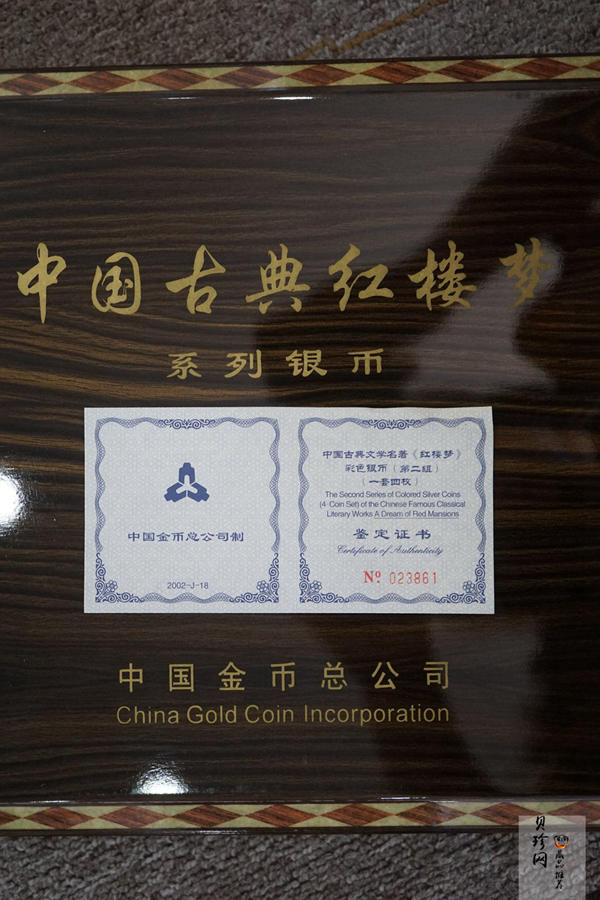 中国古典红楼梦
系列银币
中国金币总公司制
2002-J-18
中国古典文学名著《红楼梦》
彩色银币（第二组）
（一套四枚）
The Second Series of Colored Silver Coins
(4-Coin Set) of the Chinese Famous Classical
Literary Works A Dream of Red Mansions
鉴定证书
Certificate of Authenticity
Nº 023861
中国金币总公司
China Gold Coin Incorporation
贝珍网
藏品推荐